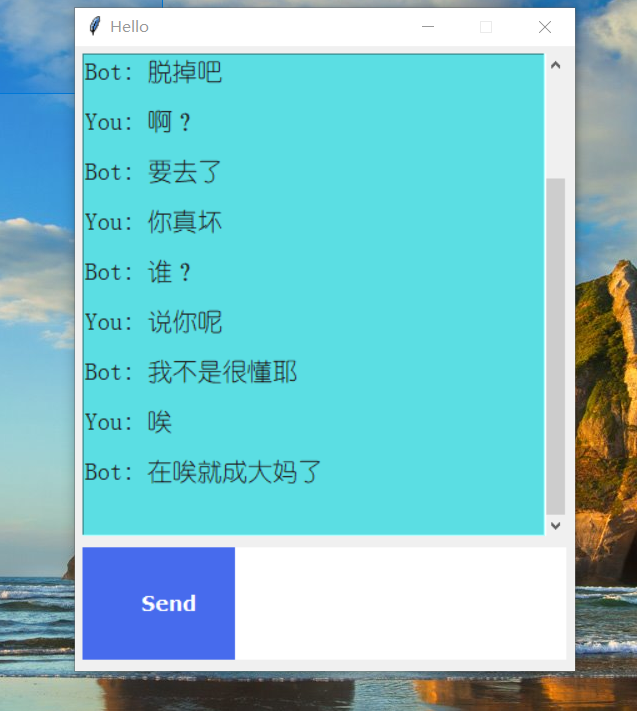 Hello
Bot: 脱掉吧
You: 啊？
Bot: 要去了
You: 你真坏
Bot: 谁？
You: 说你呢
Bot: 我不是很懂耶
You: 唉
Bot: 在唉就成大妈了
Send